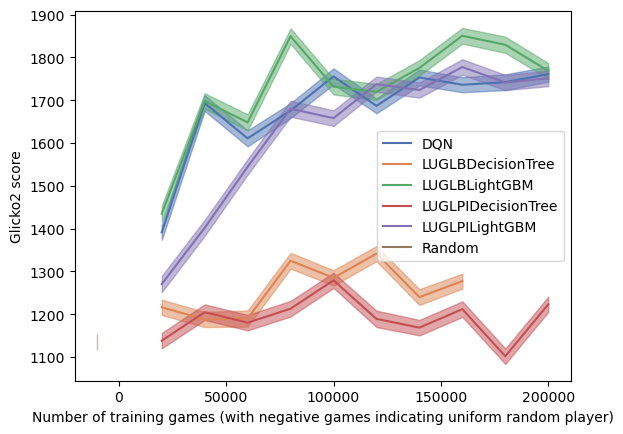 1900
1800
1700
1600
1500
1400
1300
1200
1100
Glicko2 score
DQN
LUGLBDecisionTree
LUGLBLightGBM
LUGLPIDecisionTree
LUGLPILightGBM
Random
0 50000 100000 150000 200000
Number of training games (with negative games indicating uniform random player)